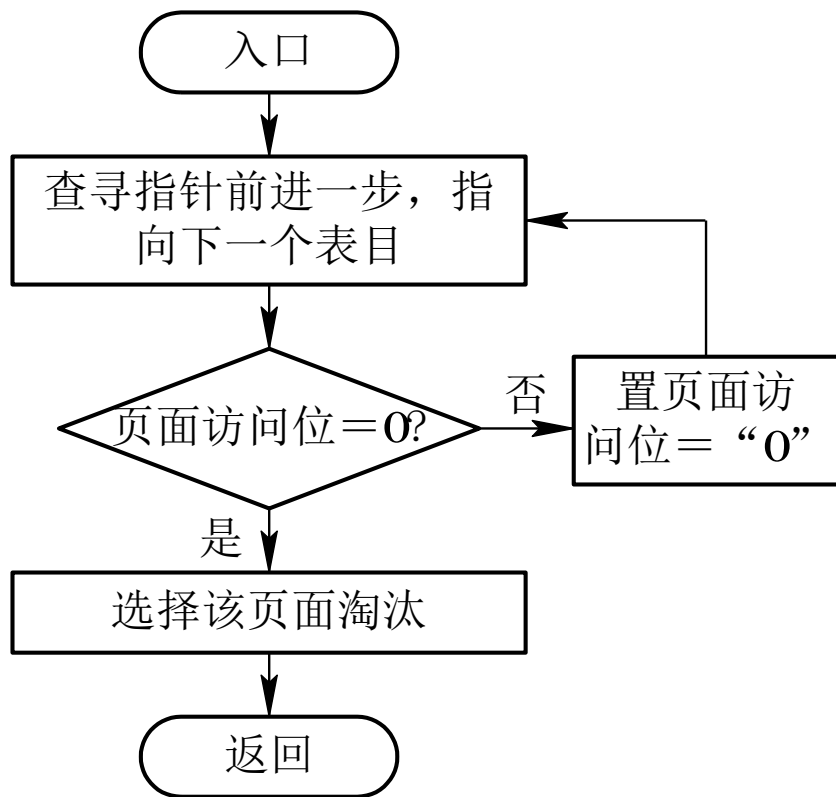 入口
查寻指针前进一步，指
向下一个表目
页面访问位＝0?
否
置页面访
问位＝“0”
是
选择该页面淘汰
返回